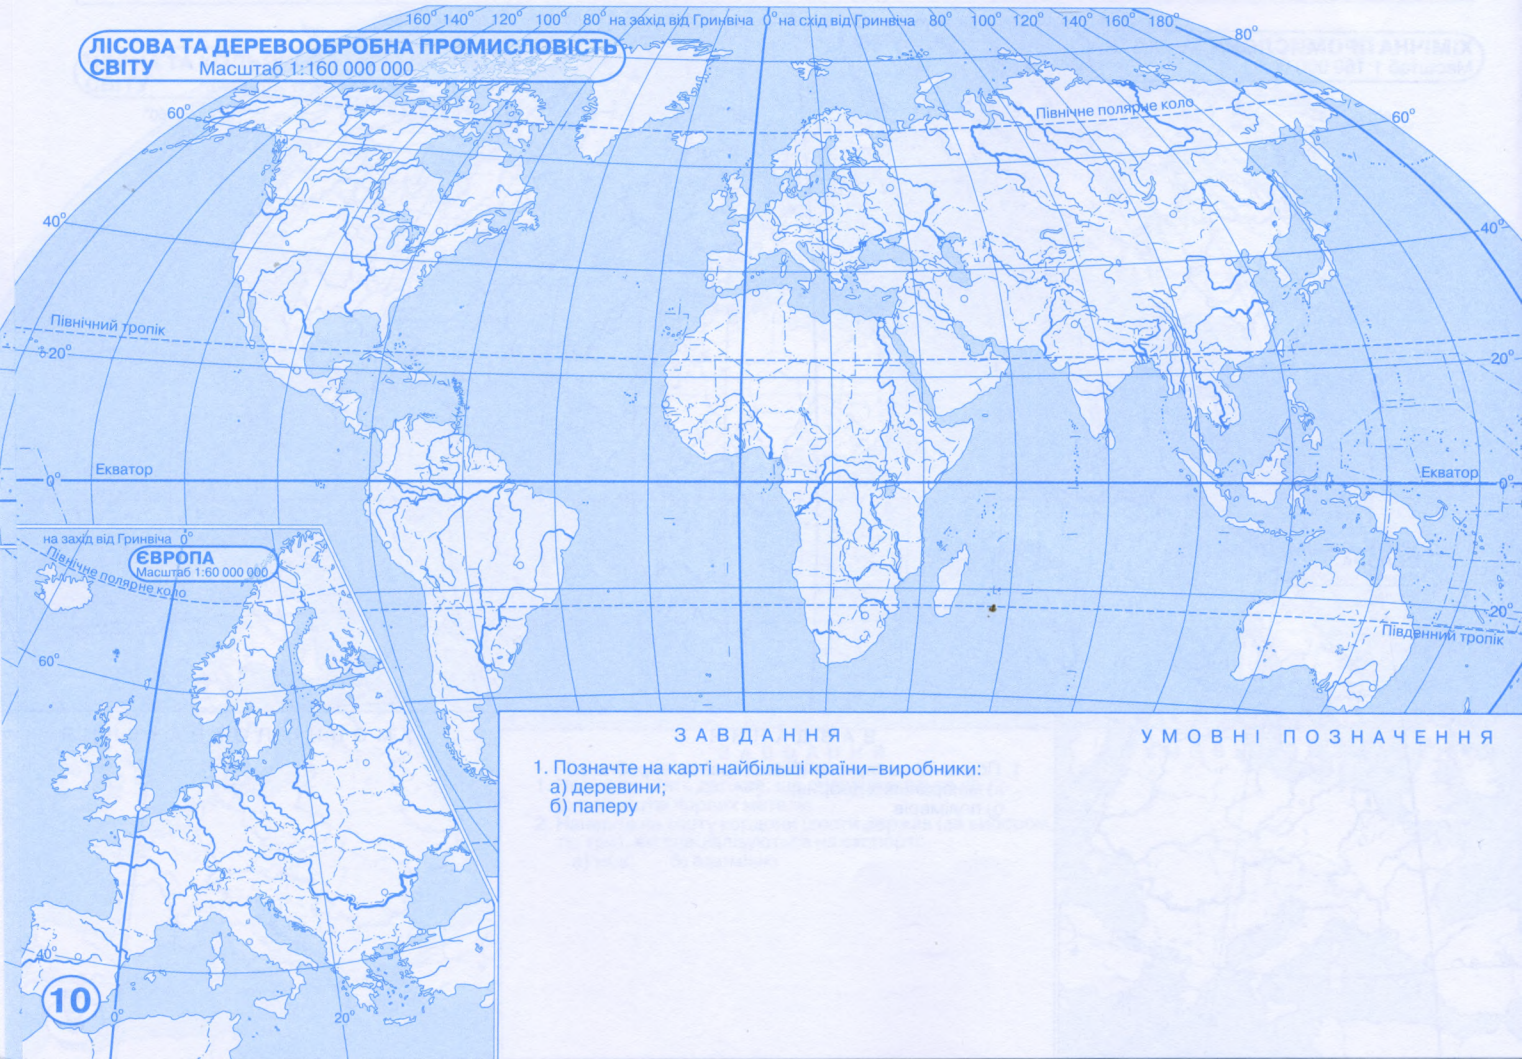 160° 140° 120° 100° 80° на захід від Гринвіча 0° на схід від Гринвіча 80° 100° 120° 140° 160° 180°
80°
ЛІСОВА ТА ДЕРЕВООБРОБНА ПРОМИСЛОВІСТЬ
СВІТУ Масштаб 1:160 000 000
60°
Північне полярне коло
60°
40°
40°
Північний тропік
20°
20°
Екватор
0°
Екватор
0°
20°
Південний тропік
на захід від Гринвіча 0°
ЄВРОПА
Масштаб 1:60 000 000
Північне полярне коло
60°
40°
10
0°
20°
ЗАВДАННЯ
1. Позначте на карті найбільші країни–виробники:
а) деревини;
б) паперу
УМОВНІ ПОЗНАЧЕННЯ